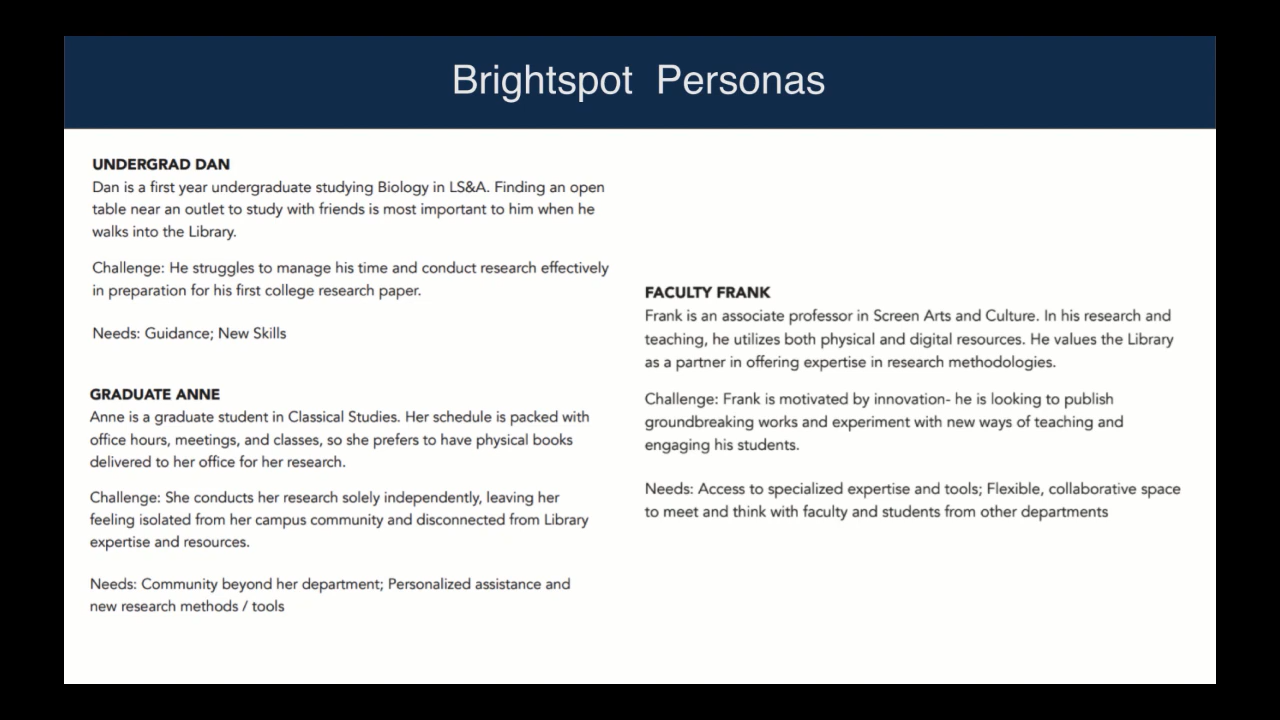 Brightspot Personas
UNDERGRAD DAN
Dan is a first year undergraduate studying Biology in LS&A. Finding an open
table near an outlet to study with friends is most important to him when he
walks into the Library.
Challenge: He struggles to manage his time and conduct research effectively
in preparation for his first college research paper.
Needs: Guidance; New Skills
GRADUATE ANNE
Anne is a graduate student in Classical Studies. Her schedule is packed with
office hours, meetings, and classes, so she prefers to have physical books
delivered to her office for her research.
Challenge: She conducts her research solely independently, leaving her
feeling isolated from her campus community and disconnected from Library
expertise and resources.
Needs: Community beyond her department; Personalized assistance and
new research methods / tools
FACULTY FRANK
Frank is an associate professor in Screen Arts and Culture. In his research and
teaching, he utilizes both physical and digital resources. He values the Library
as a partner in offering expertise in research methodologies.
Challenge: Frank is motivated by innovation- he is looking to publish
groundbreaking works and experiment with new ways of teaching and
engaging his students.
Needs: Access to specialized expertise and tools; Flexible, collaborative space
to meet and think with faculty and students from other departments